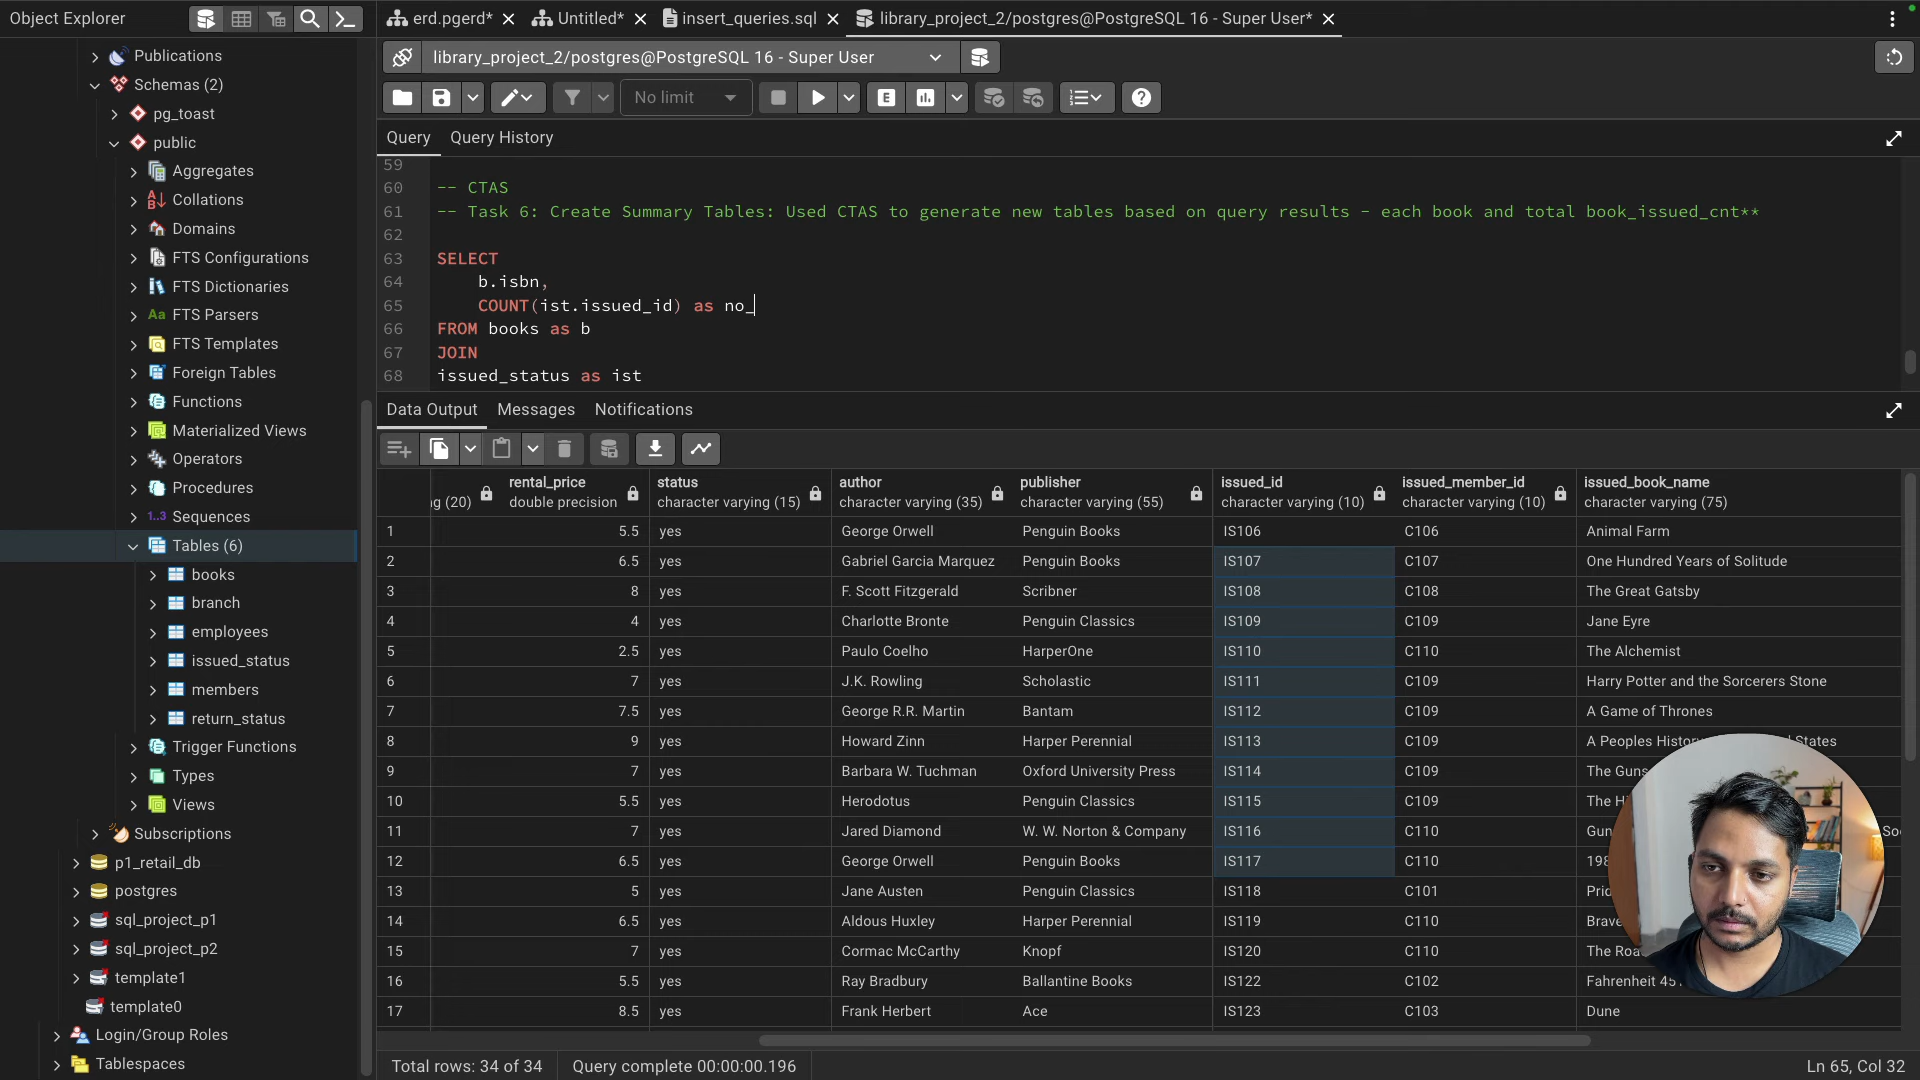 Object Explorer
erd.pgerd*
Untitled*
insert_queries.sql
library_project_2/postgres@PostgreSQL 16 - Super User*
library_project_2/postgres@PostgreSQL 16 - Super User
No limit
E
Query
Query History
59
60 -- CTAS
61 -- Task 6: Create Summary Tables: Used CTAS to generate new tables based on query results - each book and total book_issued_cnt**
62
63 SELECT
64 b.isbn,
65 COUNT(ist.issued_id) as no_
66 FROM books as b
67 JOIN
68 issued_status as ist
Publications
Schemas (2)
pg_toast
public
Aggregates
Collations
Domains
FTS Configurations
FTS Dictionaries
FTS Parsers
FTS Templates
Foreign Tables
Functions
Materialized Views
Operators
Procedures
Sequences
Tables (6)
books
branch
employees
issued_status
members
return_status
Trigger Functions
Types
Views
Subscriptions
p1_retail_db
postgres
sql_project_p1
sql_project_p2
template1
template0
Login/Group Roles
Tablespaces
Data Output
Messages
Notifications
rental_price status author publisher issued_id issued_member_id issued_book_name
ng (20) double precision character varying (15) character varying (35) character varying (55) character varying (10) character varying (10) character varying (75)
1 5.5 yes George Orwell Penguin Books IS106 C106 Animal Farm
2 6.5 yes Gabriel Garcia Marquez Penguin Books IS107 C107 One Hundred Years of Solitude
3 8 yes F. Scott Fitzgerald Scribner IS108 C108 The Great Gatsby
4 4 yes Charlotte Bronte Penguin Classics IS109 C109 Jane Eyre
5 2.5 yes Paulo Coelho HarperOne IS110 C110 The Alchemist
6 7 yes J.K. Rowling Scholastic IS111 C109 Harry Potter and the Sorcerers Stone
7 7.5 yes George R.R. Martin Bantam IS112 C109 A Game of Thrones
8 9 yes Howard Zinn Harper Perennial IS113 C109 A Peoples History States
9 7 yes Barbara W. Tuchman Oxford University Press IS114 C109 The Guns
10 5.5 yes Herodotus Penguin Classics IS115 C109 The
11 7 yes Jared Diamond W. W. Norton & Company IS116 C110 Gun
12 6.5 yes George Orwell Penguin Books IS117 C110
13 5 yes Jane Austen Penguin Classics IS118 C101
14 6.5 yes Aldous Huxley Harper Perennial IS119 C110 Brave
15 7 yes Cormac McCarthy Knopf IS120 C110 The Roa
16 5.5 yes Ray Bradbury Ballantine Books IS122 C102 Fahrenheit 45
17 8.5 yes Frank Herbert Ace IS123 C103 Dune
Total rows: 34 of 34
Query complete 00:00:00.196
Ln 65, Col 32